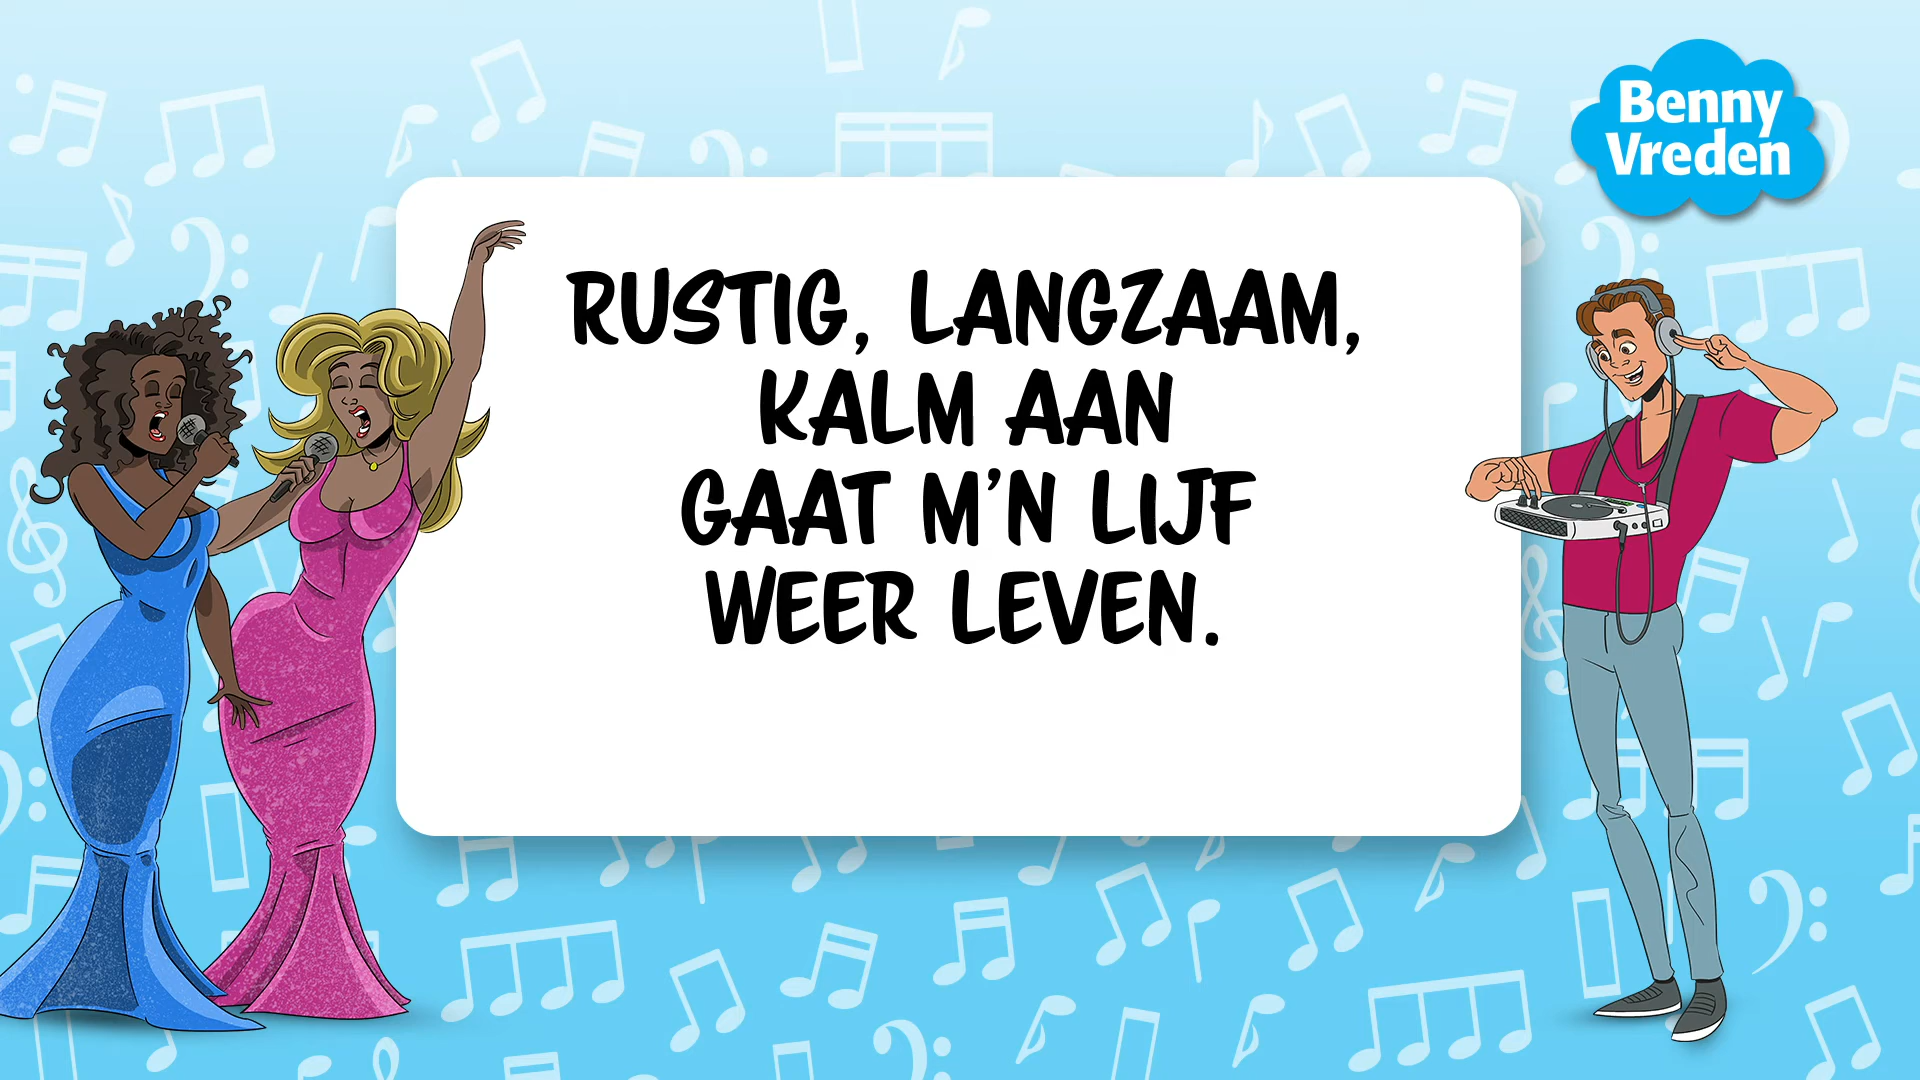 Benny
Vreden
RUSTIG, LANGZAAM,
KALM AAN
GAAT M'N LIJF
WEER LEVEN.